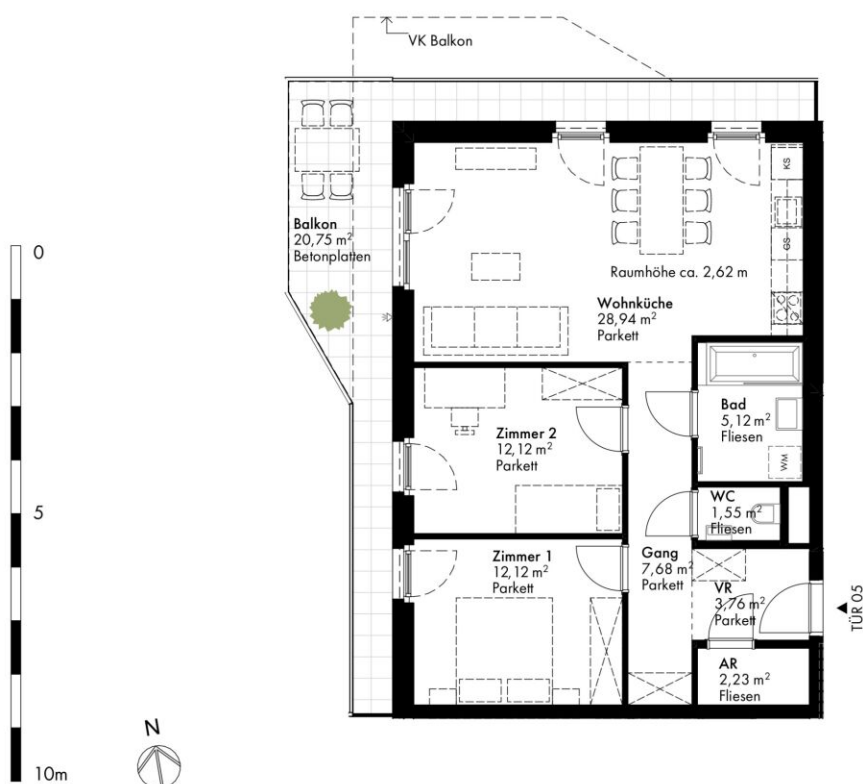 VK Balkon
Balkon
20,75 m²
Betonplatten
KS
GS
Raumhöhe ca. 2,62 m
Wohnküche
28,94 m²
Parkett
Bad
5,12 m²
Fliesen
WM
Zimmer 2
12,12 m²
Parkett
WC
1,55 m²
Fliesen
Zimmer 1
12,12 m²
Parkett
Gang
7,68 m²
Parkett
VR
3,76 m²
Parkett
TÜR 05
AR
2,23 m²
Fliesen
0
5
10m
N